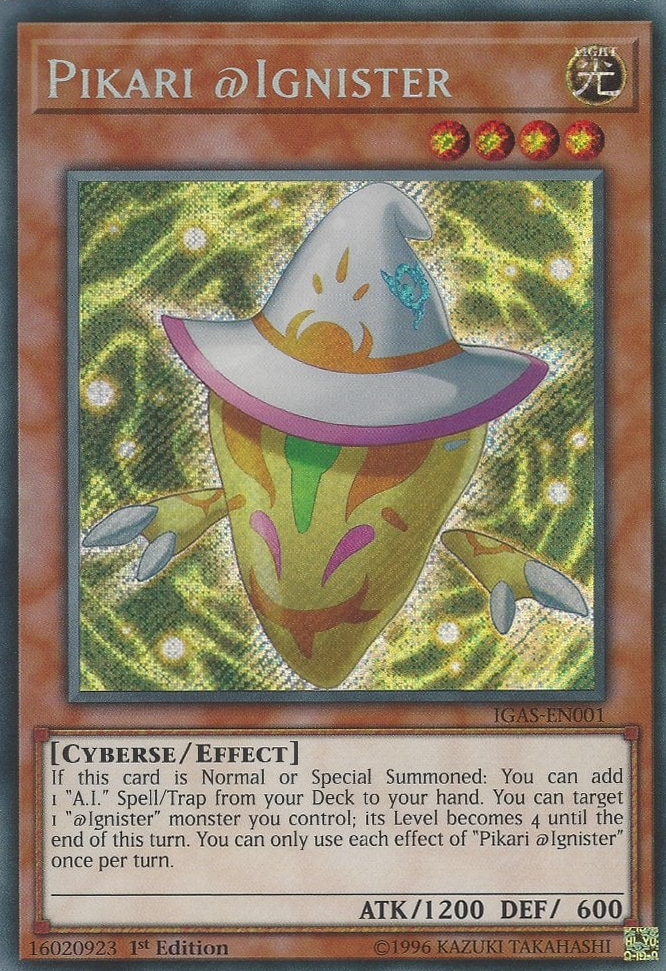 PIKARI @IGNISTER
LIGHT
光
IGAS-EN001
[CYBERSE/EFFECT]
If this card is Normal or Special Summoned: You can add
1 "A.I." Spell/Trap from your Deck to your hand. You can target
1 "@Ignister" monster you control; its Level becomes 4 until the
end of this turn. You can only use each effect of "Pikari @Ignister"
once per turn.
ATK/1200 DEF/ 600
16020923 1st Edition ©1996 KAZUKI TAKAHASHI